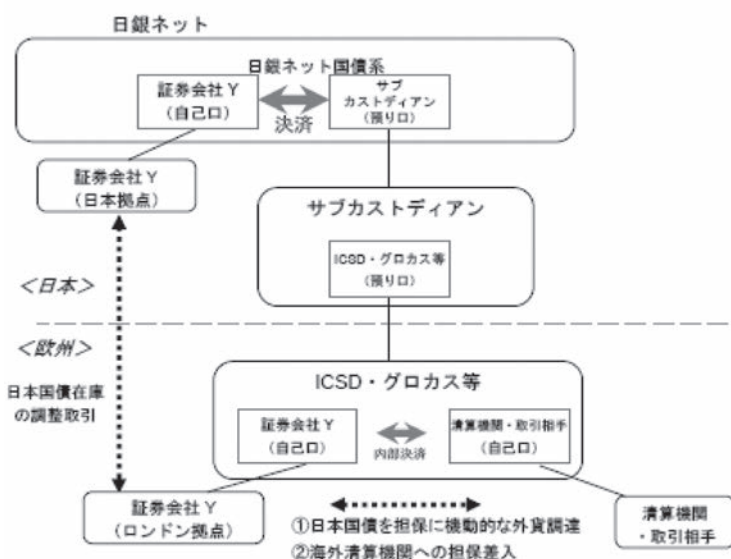 日銀ネット
日銀ネット国債系
証券会社Y
(自己口)
決済
サブ
カストディアン
(預り口)
証券会社Y
(日本拠点)
サブカストディアン
ICSD・グロカス等
(預り口)
<日本>
<欧州>
日本国債在庫
の調整取引
ICSD・グロカス等
証券会社Y
(自己口)
内部決済
清算機関・取引相手
(自己口)
証券会社Y
(ロンドン拠点)
①日本国債を担保に機動的な外貨調達
②海外清算機関への担保差入
清算機関
・取引相手